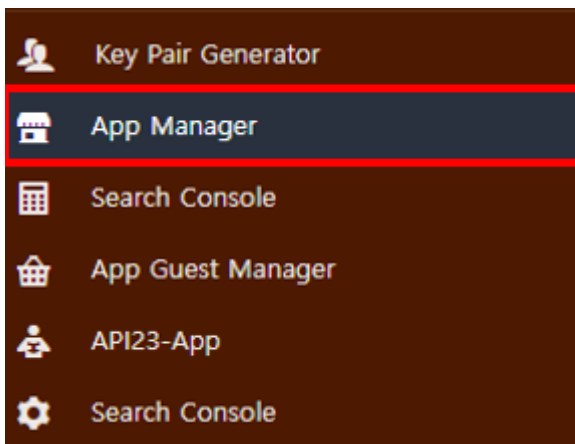 Key Pair Generator
App Manager
Search Console
App Guest Manager
API23-App
Search Console